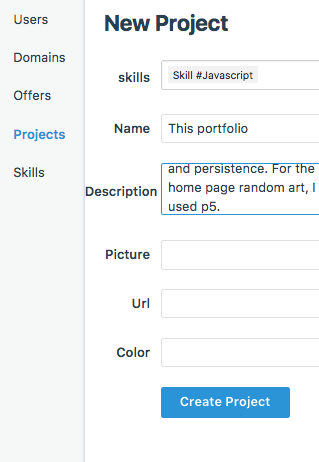 Users
Domains
Offers
Projects
Skills
New Project
skills
Skill #Javascript
Name
This portfolio
Description
and persistence. For the
home page random art, I
used p5.
Picture
Url
Color
Create Project